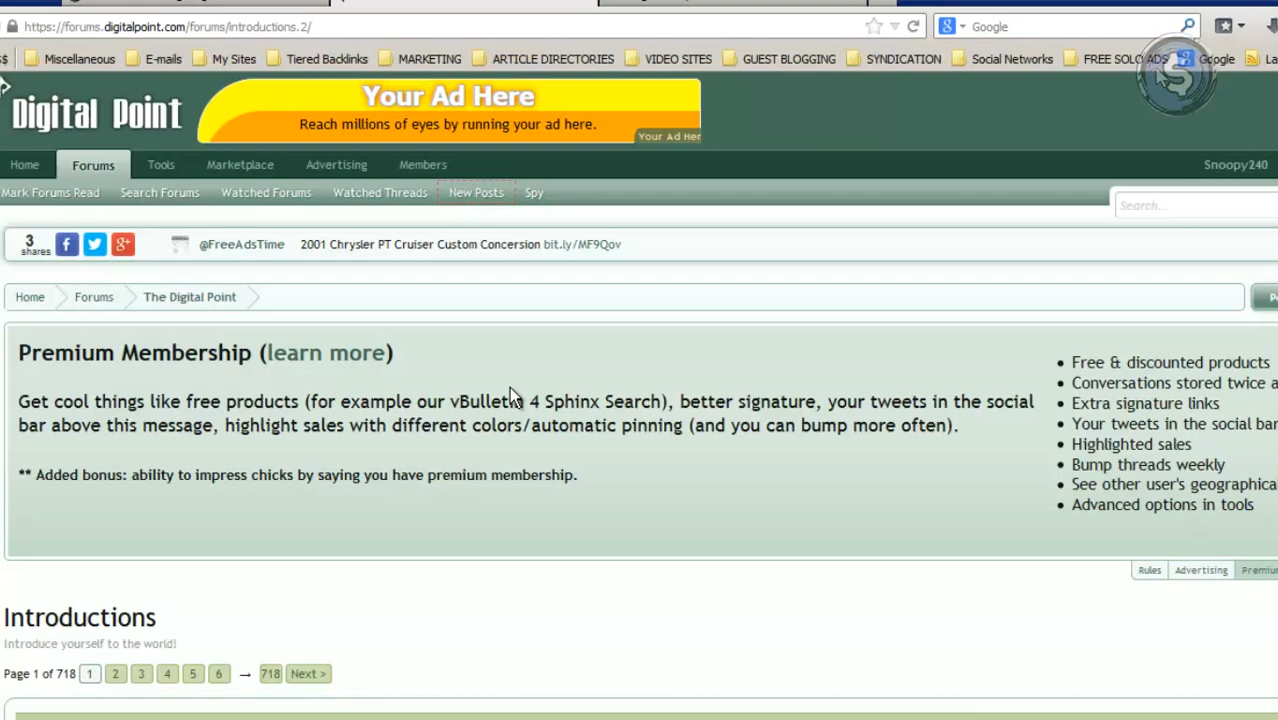 https://forums.digitalpoint.com/forums/introductions.2/
Google
Miscellaneous E-mails My Sites Tiered Backlinks MARKETING ARTICLE DIRECTORIES VIDEO SITES GUEST BLOGGING SYNDICATION Social Networks FREE SOLO ADS Google
Digital Point
Your Ad Here
Reach millions of eyes by running your ad here.
Your Ad Her
Home Forums Tools Marketplace Advertising Members Snoopy240
Mark Forums Read Search Forums Watched Forums Watched Threads New Posts Spy
Search...
3
shares
@FreeAdsTime 2001 Chrysler PT Cruiser Custom Concersion bit.ly/MF9Qov
Home Forums The Digital Point
Premium Membership (learn more)
Get cool things like free products (for example our vBulletin 4 Sphinx Search), better signature, your tweets in the social
bar above this message, highlight sales with different colors/automatic pinning (and you can bump more often).
** Added bonus: ability to impress chicks by saying you have premium membership.
• Free & discounted products
• Conversations stored twice a
• Extra signature links
• Your tweets in the social bar
• Highlighted sales
• Bump threads weekly
• See other user's geographica
• Advanced options in tools
Rules Advertising Premiu
Introductions
Introduce yourself to the world!
Page 1 of 718 1 2 3 4 5 6 → 718 Next >